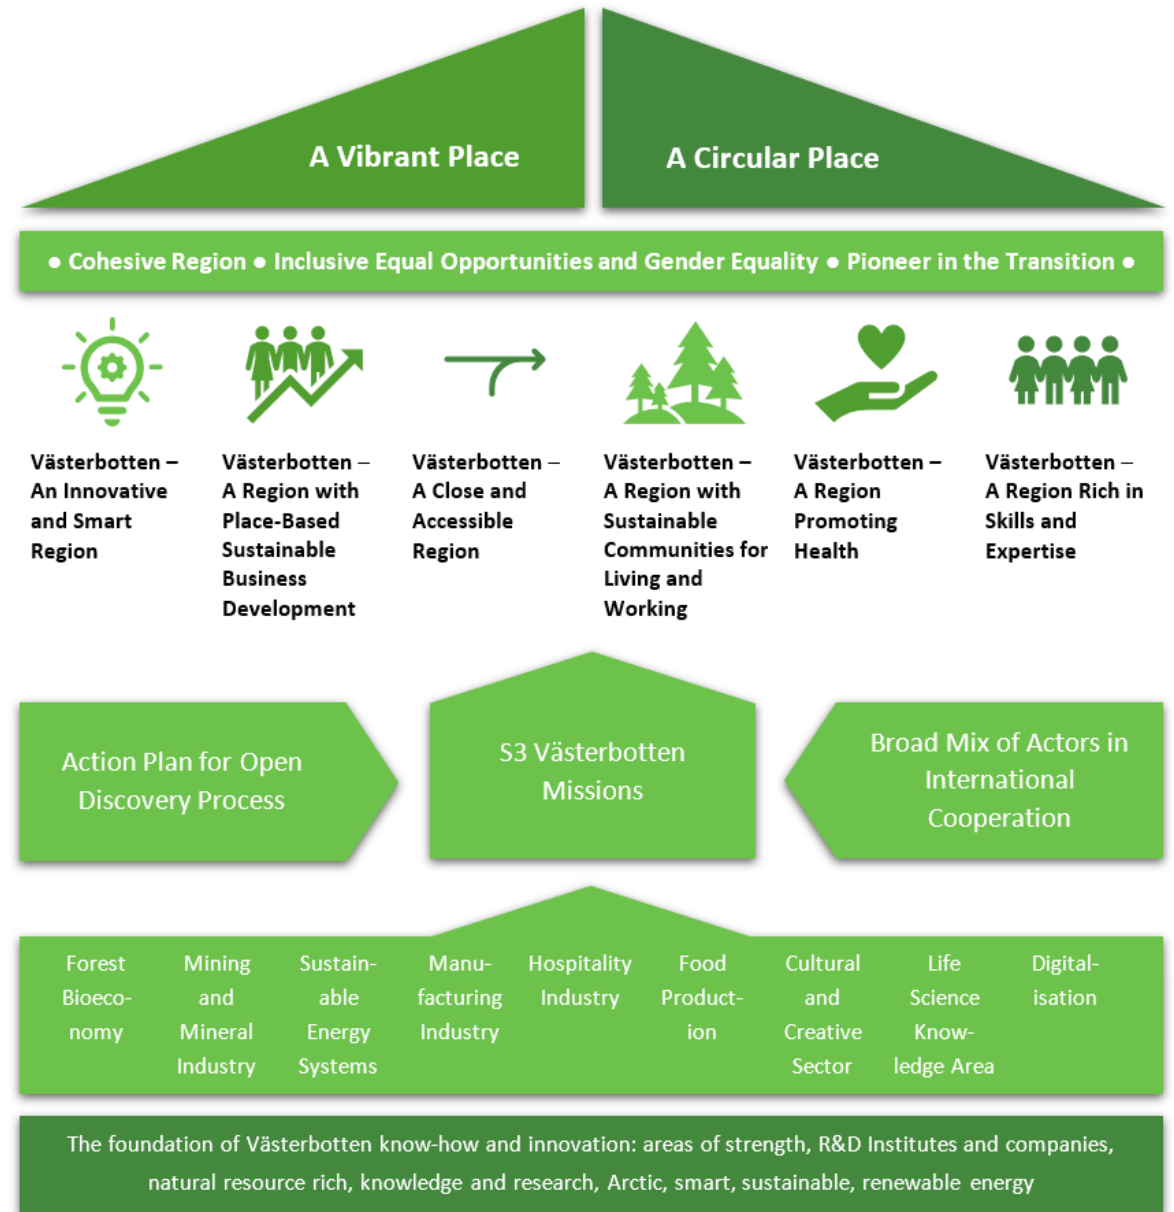 A Vibrant Place
A Circular Place
● Cohesive Region ● Inclusive Equal Opportunities and Gender Equality ● Pioneer in the Transition ●
Västerbotten –
An Innovative
and Smart
Region
Västerbotten –
A Region with
Place-Based
Sustainable
Business
Development
Västerbotten –
A Close and
Accessible
Region
Västerbotten –
A Region with
Sustainable
Communities for
Living and
Working
Västerbotten –
A Region
Promoting
Health
Västerbotten –
A Region Rich in
Skills and
Expertise
Action Plan for Open
Discovery Process
S3 Västerbotten
Missions
Broad Mix of Actors in
International
Cooperation
Forest
Bioeco-
nomy
Mining
and
Mineral
Industry
Sustain-
able
Energy
Systems
Manu-
facturing
Industry
Hospitality
Industry
Food
Product-
ion
Cultural
and
Creative
Sector
Life
Science
Know-
ledge Area
Digital-
isation
The foundation of Västerbotten know-how and innovation: areas of strength, R&D Institutes and companies,
natural resource rich, knowledge and research, Arctic, smart, sustainable, renewable energy